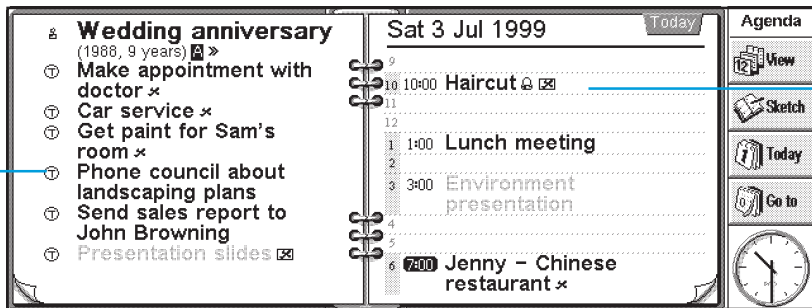 Wedding anniversary
(1988, 9 years) A »
Make appointment with
doctor
Car service
Get paint for Sam's
room
Phone council about
landscaping plans
Send sales report to
John Browning
Presentation slides
Sat 3 Jul 1999
Today
9
10 10:00 Haircut
11
12
1 1:00 Lunch meeting
2
3 3:00 Environment
presentation
4
5
6 7:00 Jenny – Chinese
restaurant
Agenda
12 View
Sketch
Today
Go to